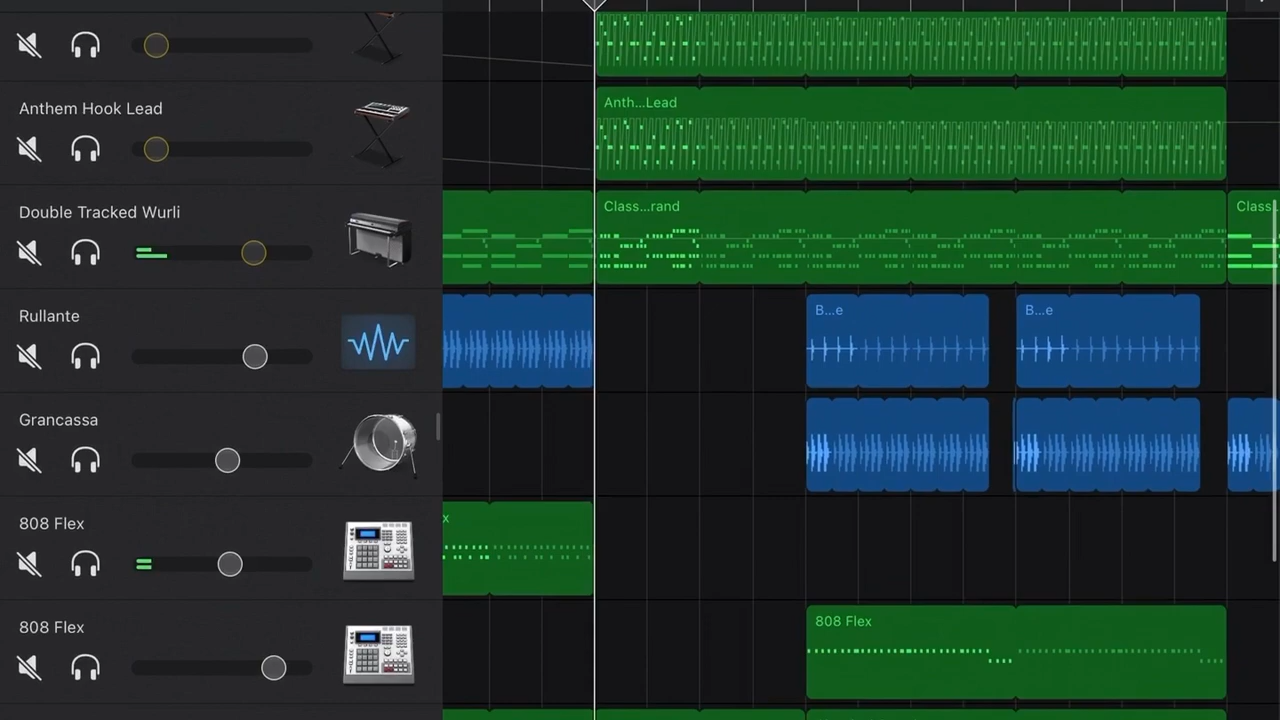 Anthem Hook Lead
Anth...Lead
Double Tracked Wurli
Class...rand
Class
Rullante
B...e
B...e
Grancassa
808 Flex
x
808 Flex
808 Flex